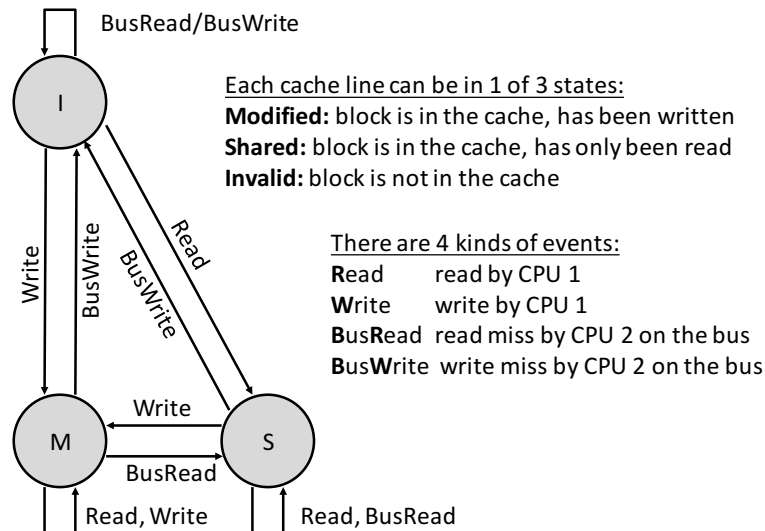 BusRead/BusWrite
I
Each cache line can be in 1 of 3 states:
Modified: block is in the cache, has been written
Shared: block is in the cache, has only been read
Invalid: block is not in the cache
Read
Write
BusWrite
BusWrite
There are 4 kinds of events:
Read read by CPU 1
Write write by CPU 1
BusRead read miss by CPU 2 on the bus
BusWrite write miss by CPU 2 on the bus
Write
M
S
BusRead
Read, Write
Read, BusRead